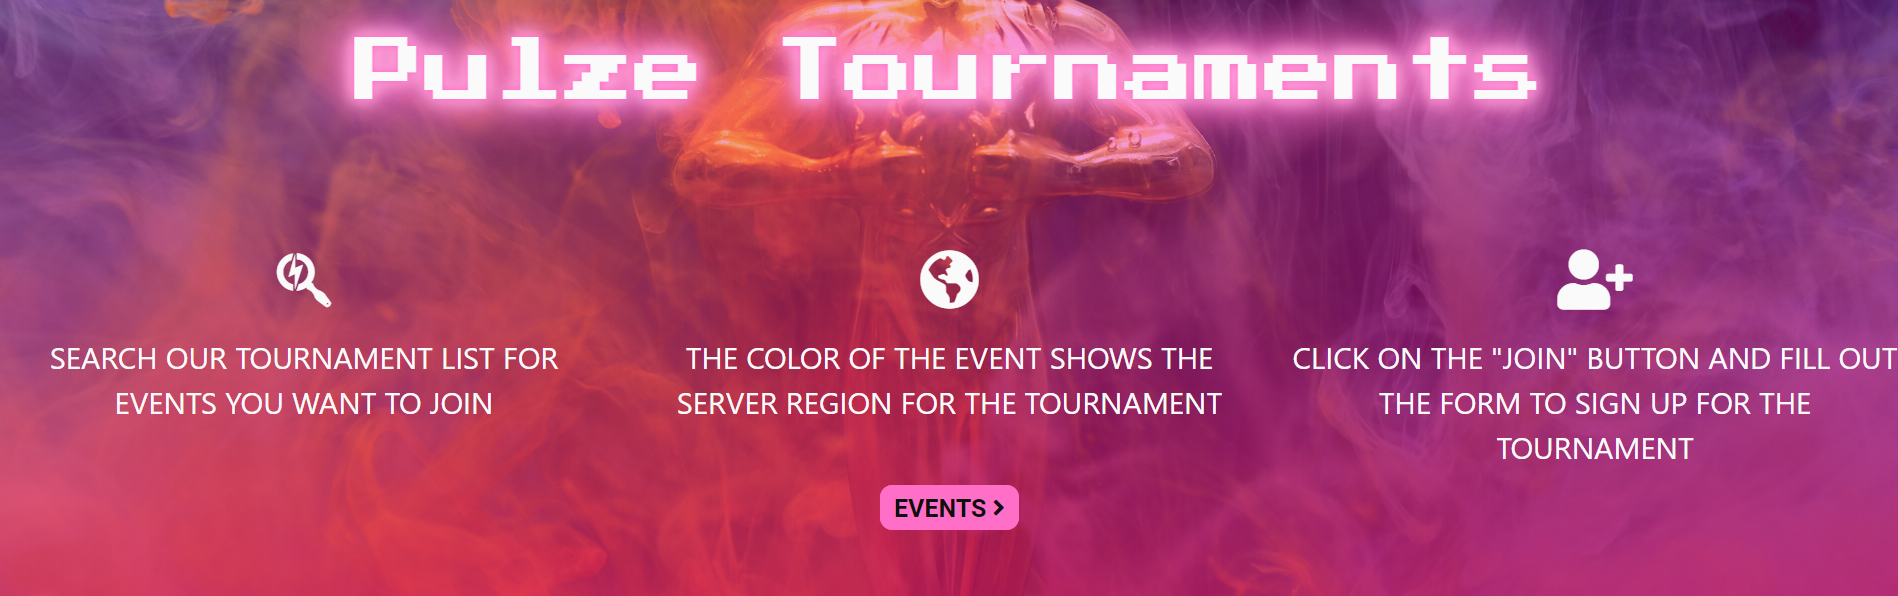 Pulze Tournaments
SEARCH OUR TOURNAMENT LIST FOR
EVENTS YOU WANT TO JOIN
THE COLOR OF THE EVENT SHOWS THE
SERVER REGION FOR THE TOURNAMENT
CLICK ON THE "JOIN" BUTTON AND FILL OUT
THE FORM TO SIGN UP FOR THE
TOURNAMENT
EVENTS